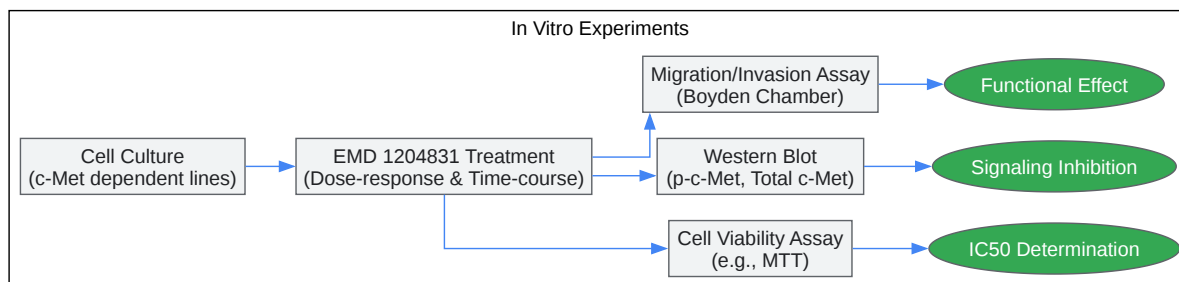 In Vitro Experiments
Migration/Invasion Assay
(Boyden Chamber)
Functional Effect
Cell Culture
(c-Met dependent lines)
EMD 1204831 Treatment
(Dose-response & Time-course)
Western Blot
(p-c-Met, Total c-Met)
Signaling Inhibition
Cell Viability Assay
(e.g., MTT)
IC50 Determination